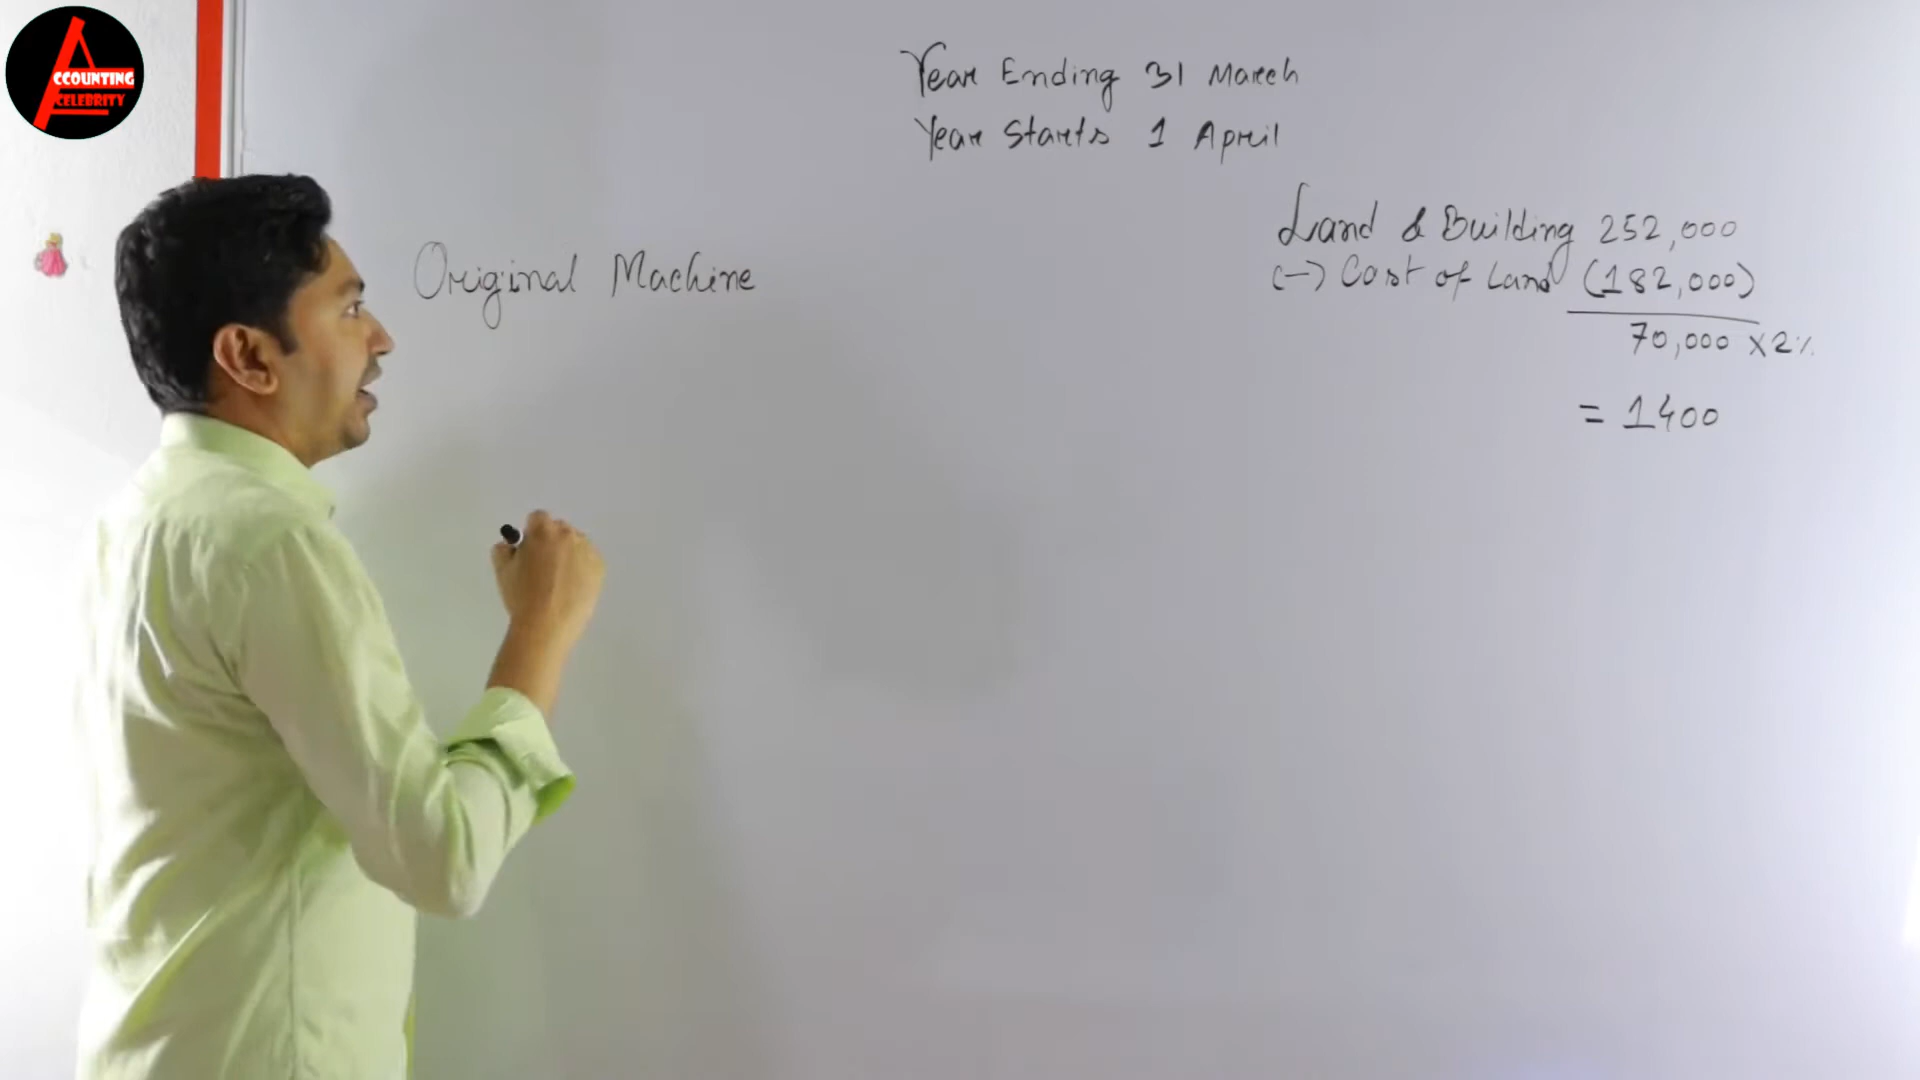 ACCOUNTING
CELEBRITY
Year Ending 31 March
Year Starts 1 April
Land & Building 252,000
(-) Cost of Land (182,000)
70,000 x 2%
= 1400
Original Machine